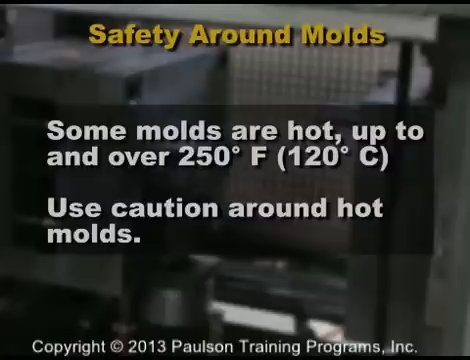 Safety Around Molds
Some molds are hot, up to
and over 250° F (120° C)
Use caution around hot
molds.
Copyright © 2013 Paulson Training Programs, Inc.